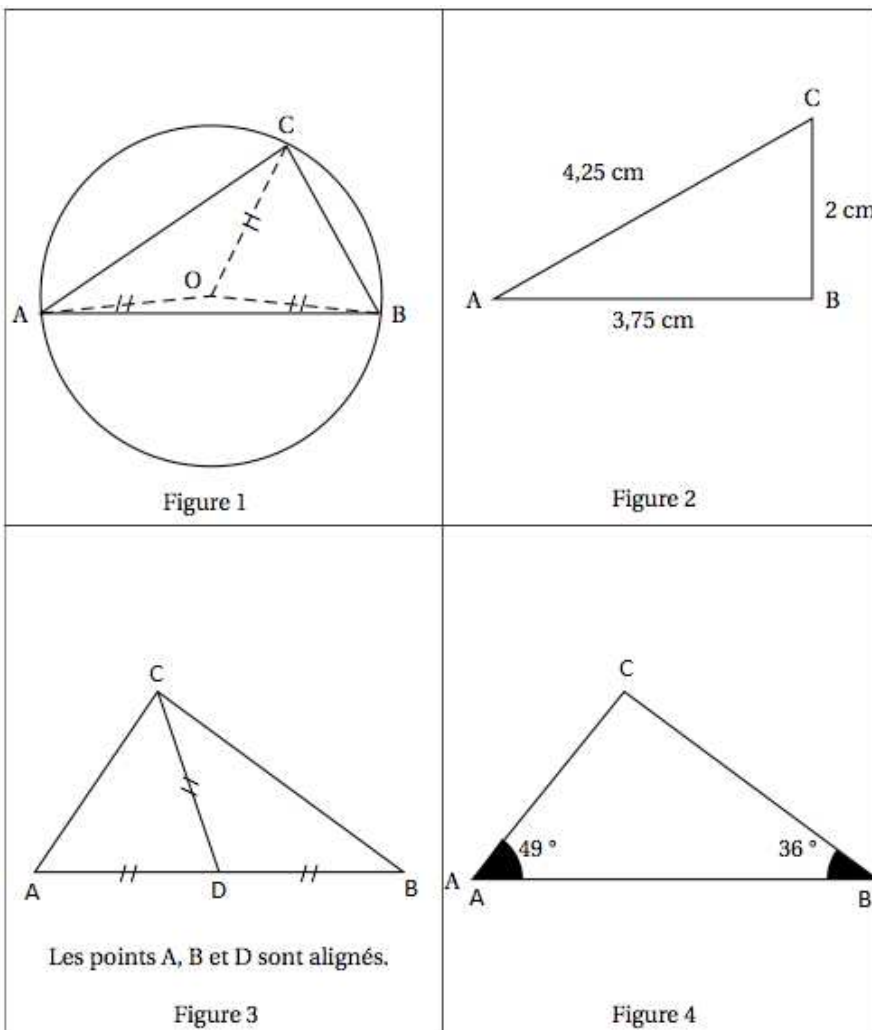 C
O
A
B
Figure 1
C
4,25 cm
2 cm
A
B
3,75 cm
Figure 2
C
A
D
B
Les points A, B et D sont alignés.
Figure 3
C
49 °
36 °
A
A
B
Figure 4